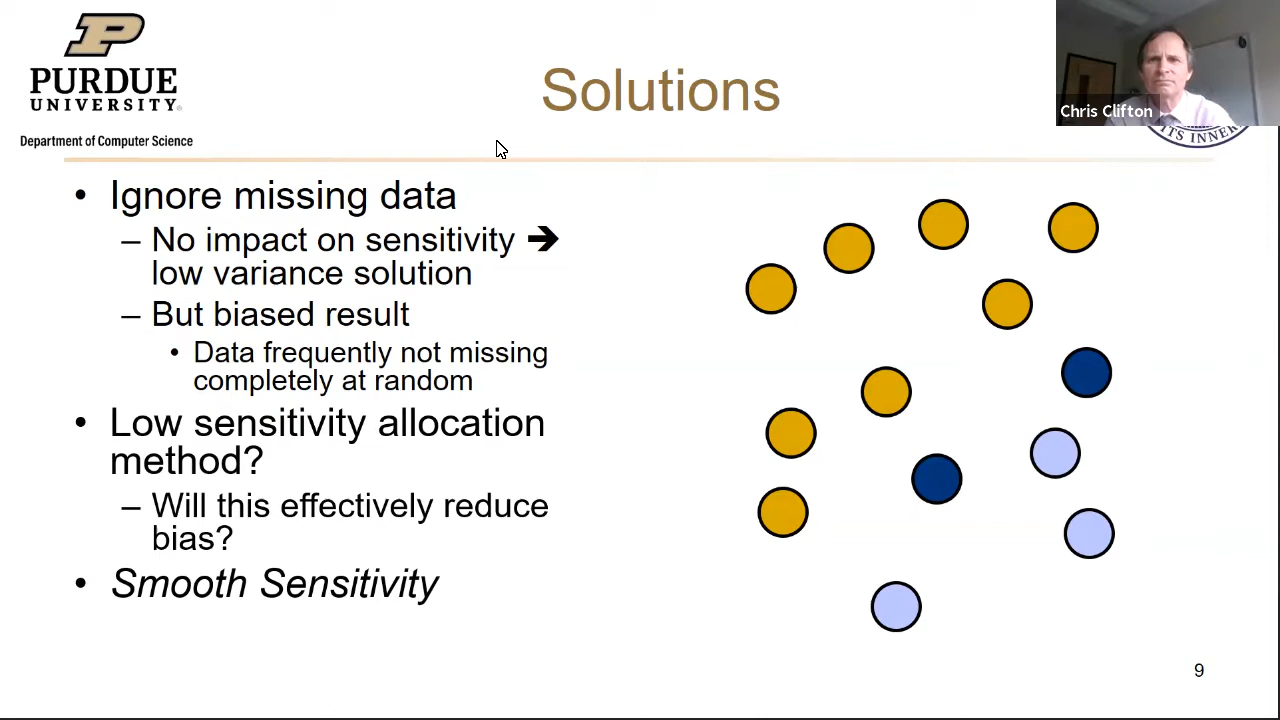 PURDUE
UNIVERSITY
Department of Computer Science
Solutions
Chris Clifton
• Ignore missing data
– No impact on sensitivity ➔
low variance solution
– But biased result
• Data frequently not missing
completely at random
• Low sensitivity allocation
method?
– Will this effectively reduce
bias?
• Smooth Sensitivity
9